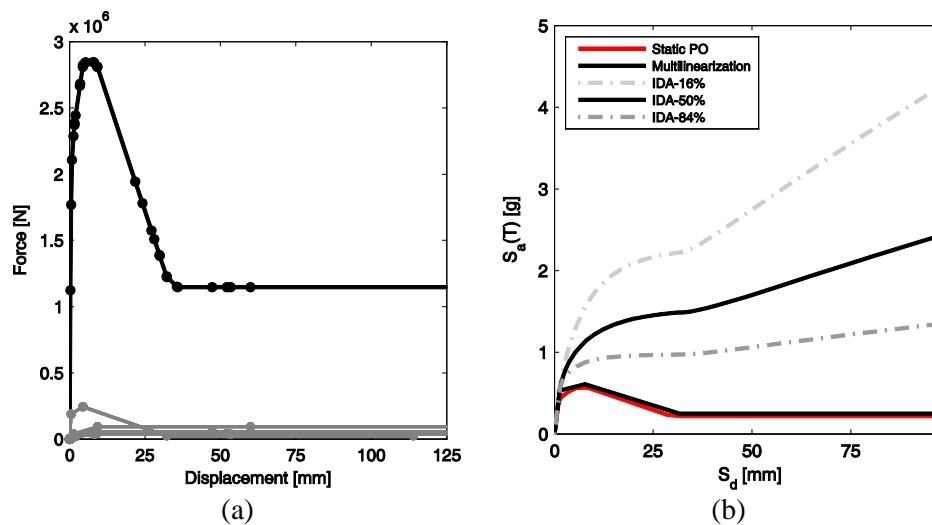 × 10⁶
3
2.5
2
1.5
1
0.5
0
Force [N]
0 25 50 75 100 125
Displacement [mm]
(a)
5
4
3
2
1
0
S_a(T) [g]
Static PO
Multilinearization
IDA-16%
IDA-50%
IDA-84%
0 25 50 75
S_d [mm]
(b)